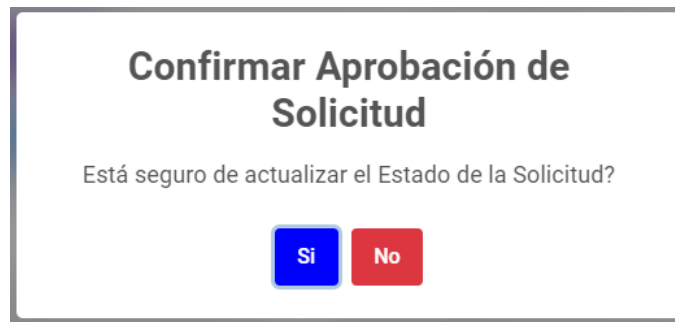 Confirmar Aprobación de
Solicitud
Está seguro de actualizar el Estado de la Solicitud?
Si No